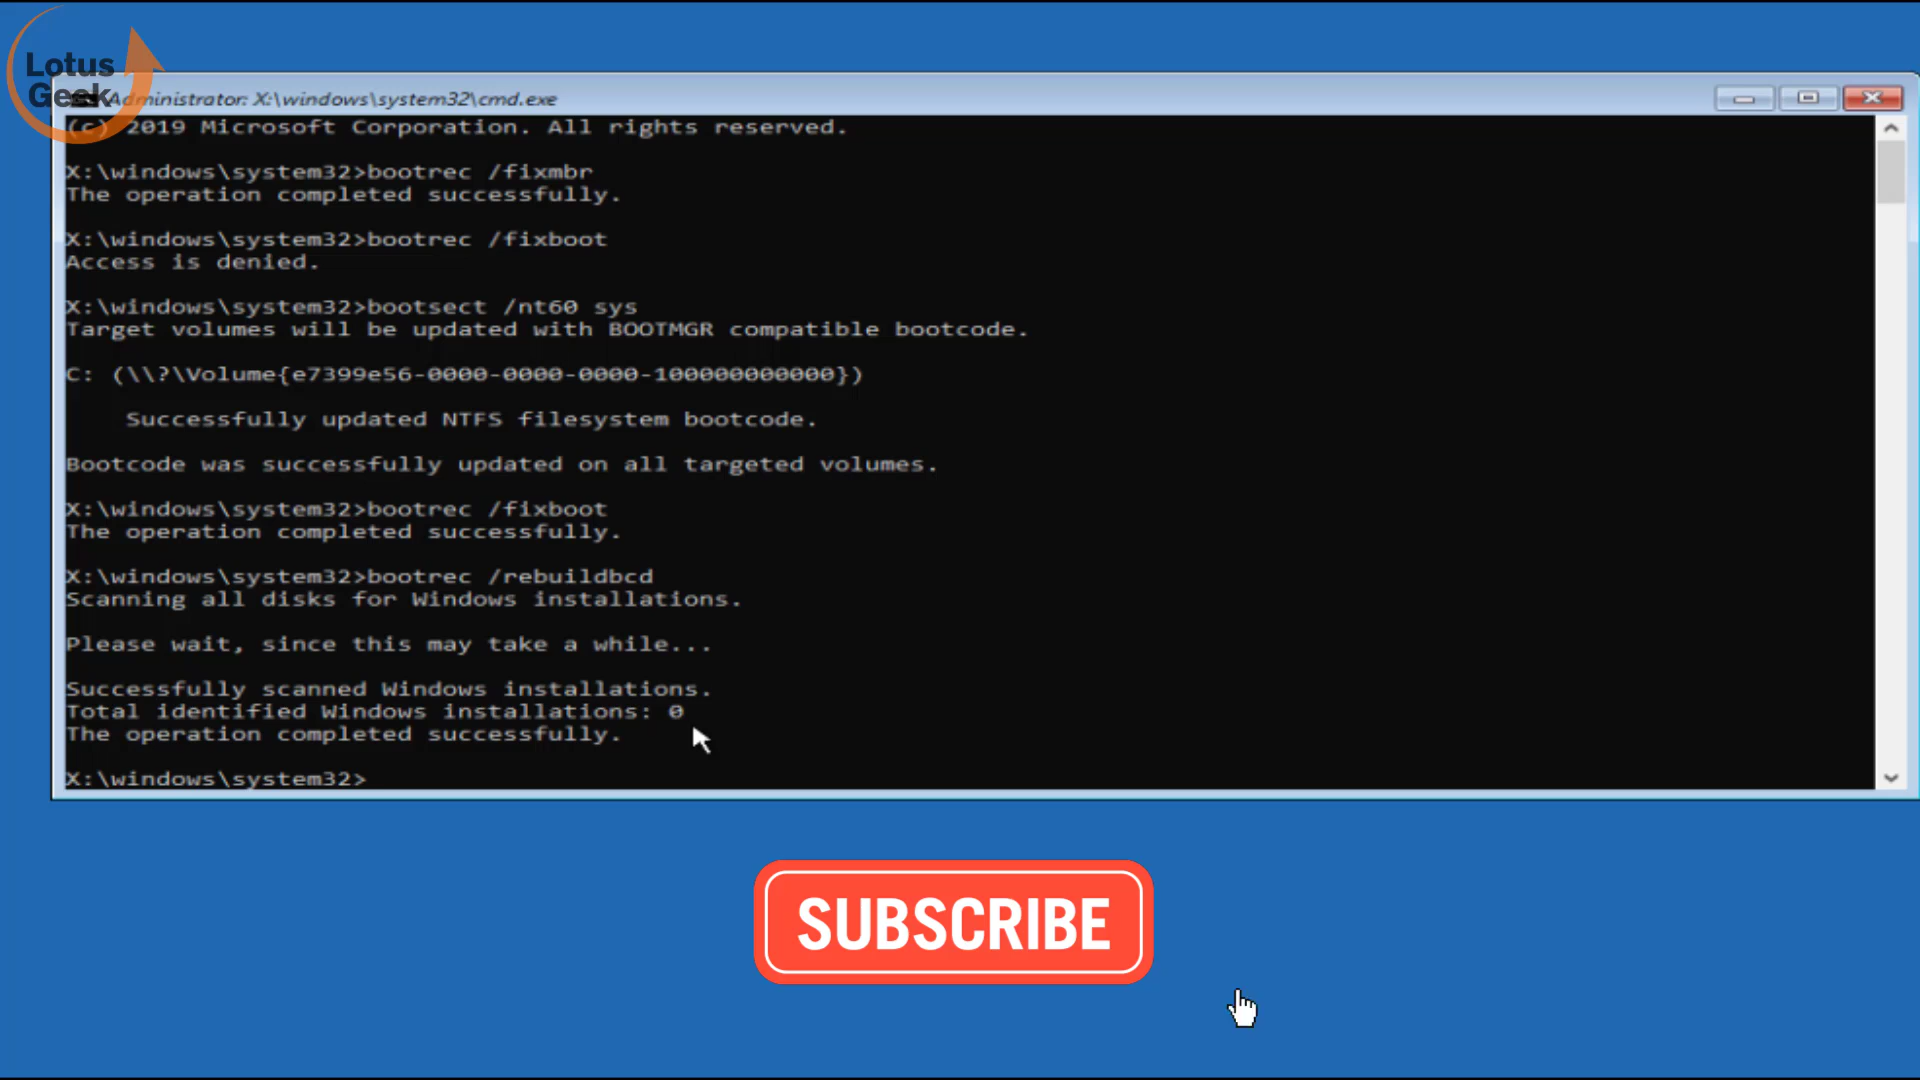 Lotus
Geek
Administrator: X:\windows\system32\cmd.exe
(c) 2019 Microsoft Corporation. All rights reserved.
X:\windows\system32>bootrec /fixmbr
The operation completed successfully.
X:\windows\system32>bootrec /fixboot
Access is denied.
X:\windows\system32>bootsect /nt60 sys
Target volumes will be updated with BOOTMGR compatible bootcode.
C: (\\?\Volume{e7399e56-0000-0000-0000-100000000000})
Successfully updated NTFS filesystem bootcode.
Bootcode was successfully updated on all targeted volumes.
X:\windows\system32>bootrec /fixboot
The operation completed successfully.
X:\windows\system32>bootrec /rebuildbcd
Scanning all disks for Windows installations.
Please wait, since this may take a while...
Successfully scanned Windows installations.
Total identified Windows installations: 0
The operation completed successfully.
X:\windows\system32>
SUBSCRIBE